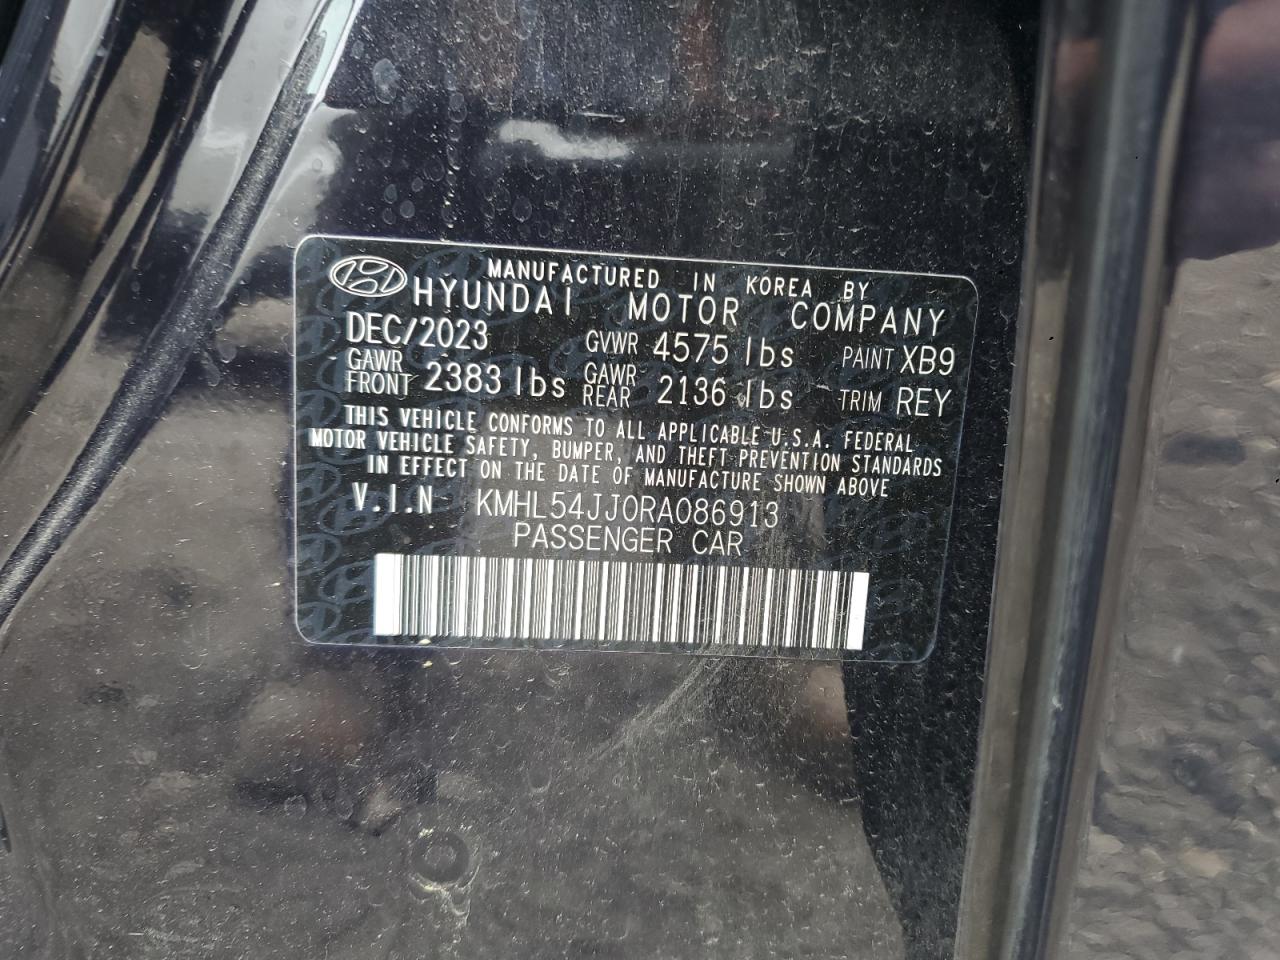 MANUFACTURED IN KOREA BY
HYUNDAI MOTOR COMPANY
DEC/2023 GVWR 4575 lbs PAINT XB9
GAWR FRONT 2383 lbs GAWR REAR 2136 lbs TRIM REY
THIS VEHICLE CONFORMS TO ALL APPLICABLE U.S.A. FEDERAL
MOTOR VEHICLE SAFETY, BUMPER, AND THEFT PREVENTION STANDARDS
IN EFFECT ON THE DATE OF MANUFACTURE SHOWN ABOVE
V.I.N KMHL54JJ0RA086913
PASSENGER CAR